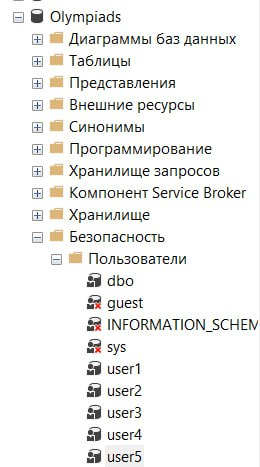 Olympiads
Диаграммы баз данных
Таблицы
Представления
Внешние ресурсы
Синонимы
Программирование
Хранилище запросов
Компонент Service Broker
Хранилище
Безопасность
Пользователи
dbo
guest
INFORMATION_SCHEM
sys
user1
user2
user3
user4
user5